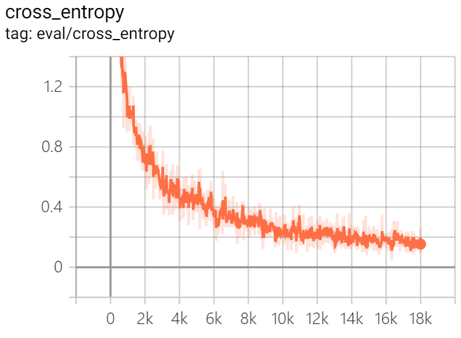 cross_entropy
tag: eval/cross_entropy
1.2
0.8
0.4
0
0 2k 4k 6k 8k 10k 12k 14k 16k 18k